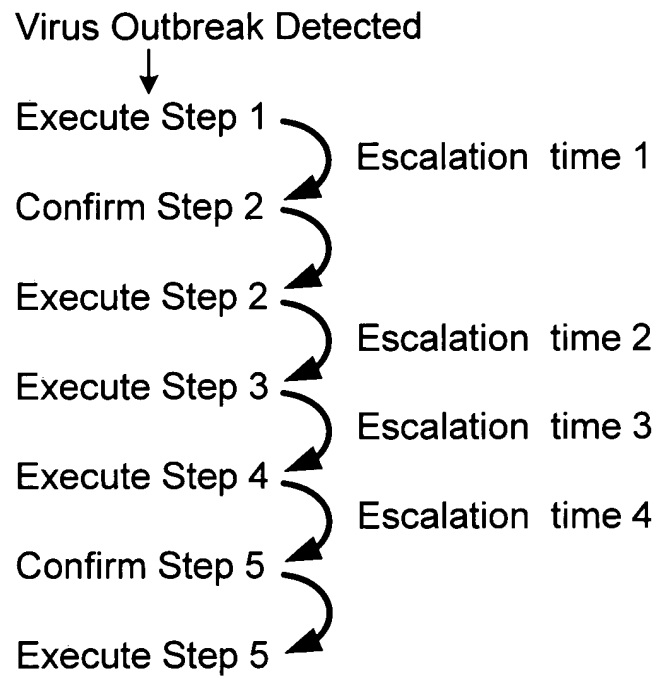 Virus Outbreak Detected
Execute Step 1
Escalation time 1
Confirm Step 2
Execute Step 2
Escalation time 2
Execute Step 3
Escalation time 3
Execute Step 4
Escalation time 4
Confirm Step 5
Execute Step 5